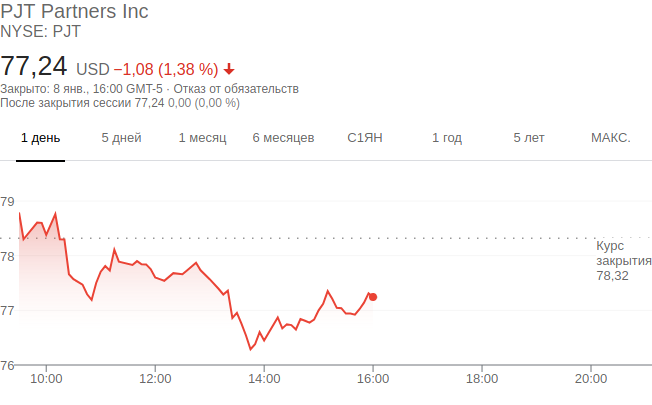 PJT Partners Inc
NYSE: PJT
77,24 USD −1,08 (1,38 %)
Закрыто: 8 янв., 16:00 GMT-5 · Отказ от обязательств
После закрытия сессии 77,24 0,00 (0,00 %)
1 день 5 дней 1 месяц 6 месяцев С1ЯН 1 год 5 лет МАКС.
79
78
77
76
Курс
закрытия
78,32
10:00 12:00 14:00 16:00 18:00 20:00